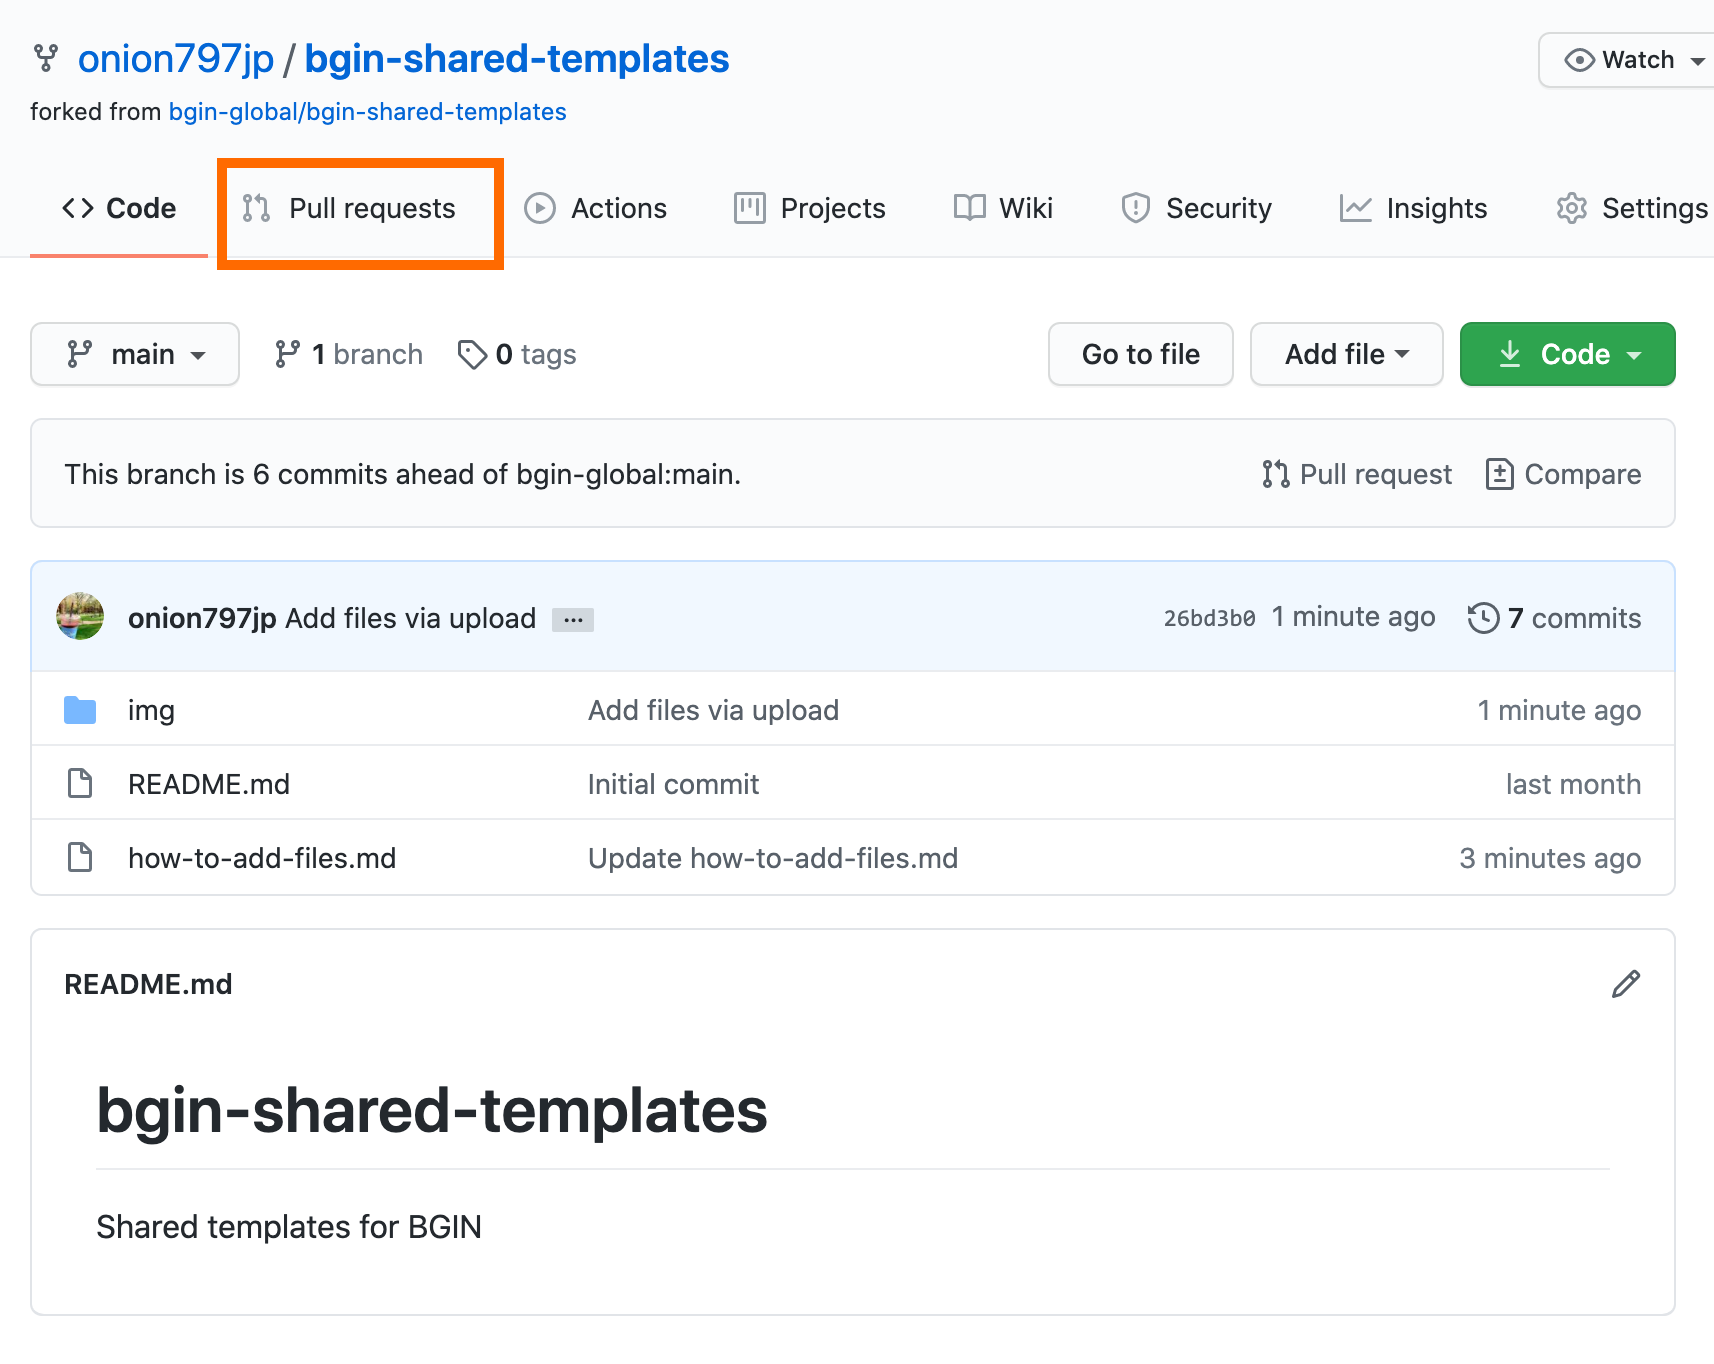 onion797jp / bgin-shared-templates
Watch
forked from bgin-global/bgin-shared-templates
Code Pull requests Actions Projects Wiki Security Insights Settings
main 1 branch 0 tags Go to file Add file Code
This branch is 6 commits ahead of bgin-global:main. Pull request Compare
onion797jp Add files via upload ... 26bd3b0 1 minute ago 7 commits
img Add files via upload 1 minute ago
README.md Initial commit last month
how-to-add-files.md Update how-to-add-files.md 3 minutes ago
README.md
bgin-shared-templates
Shared templates for BGIN